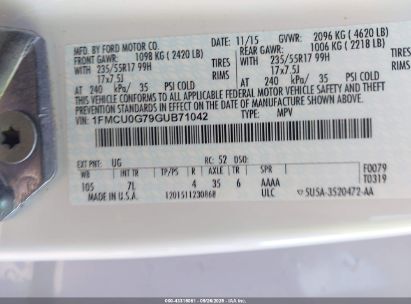 MFD. BY FORD MOTOR CO.
11/15 GVWR: 2096 KG ( 4620 LB)
FRONT GAWR: 1098 KG ( 2420 LB)
REAR GAWR: 1006 KG ( 2218 LB)
WITH 235/55R17 99H TIRES WITH 235/55R17 99H TIRES
17x7.5J RIMS 17x7.5J RIMS
AT 240 kPa/ 35 PSI COLD AT 240 kPa/ 35 PSI COLD
THIS VEHICLE CONFORMS TO ALL APPLICABLE FEDERAL MOTOR VEHICLE SAFETY AND THEFT
PREVENTION STANDARDS IN EFFECT ON THE DATE OF MANUFACTURE SHOWN ABOVE.
VIN: 1FMCU0G79GUB71042 TYPE: MPV
EXT PNT: UG RC: 52 DSO: F0079
WB INT TR TP/PS R AXLE TR SPR T0319
105 7L 4 35 6 AAAA
MADE IN U.S.A. 1201511230868 ULC SU5A-3520472-AA